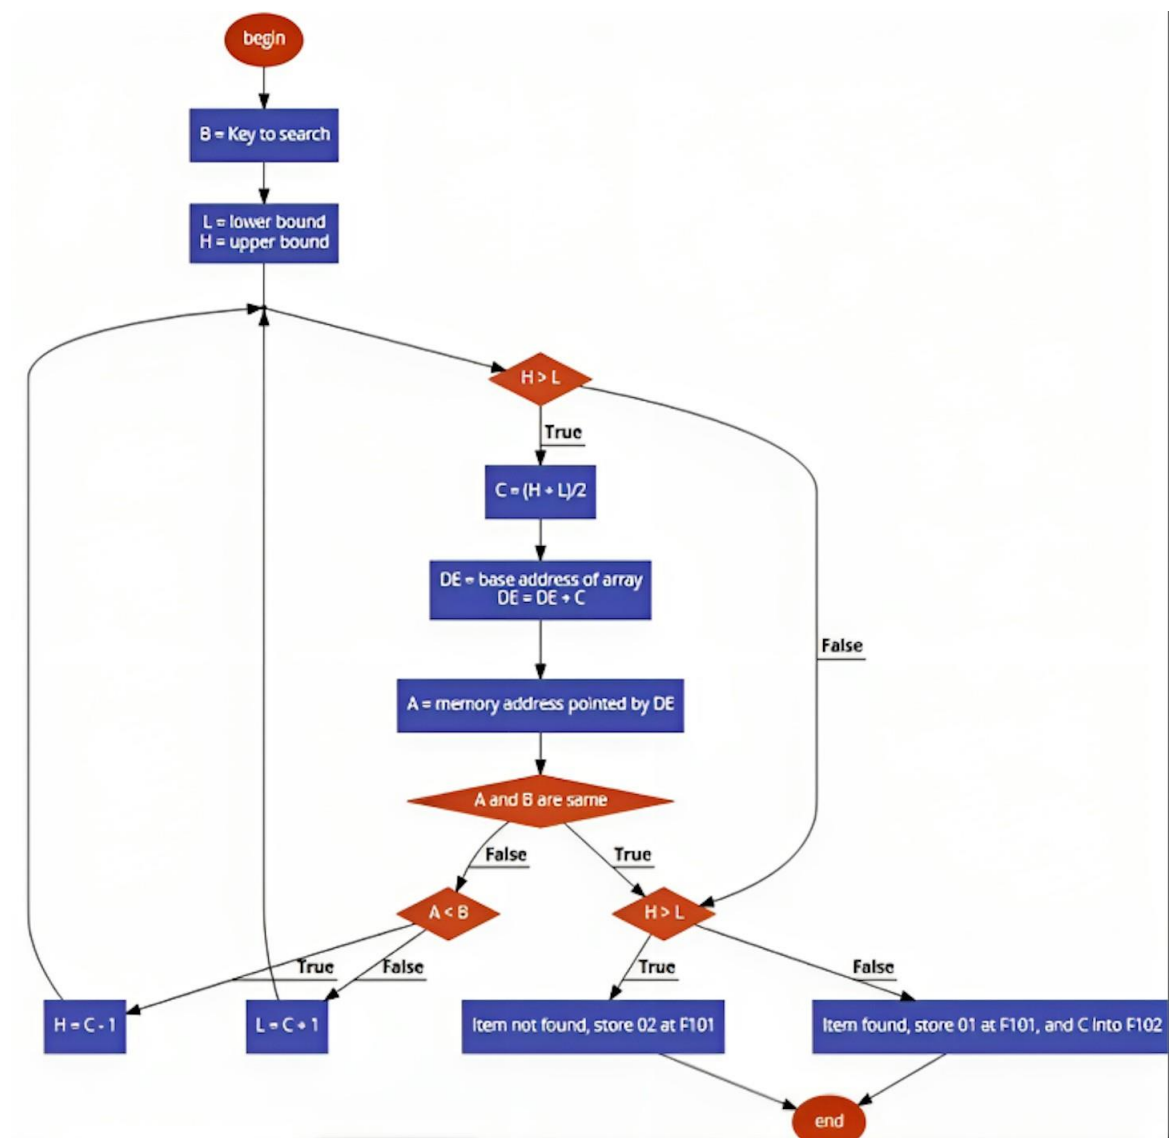 begin
B = Key to search
L = lower bound
H = upper bound
H > L
True
C = (H + L)/2
DE = base address of array
DE = DE + C
False
A = memory address pointed by DE
A and B are same
False
True
A < B
H > L
True
False
True
False
H = C - 1
L = C + 1
Item not found, store 02 at F101
Item found, store 01 at F101, and C into F102
end